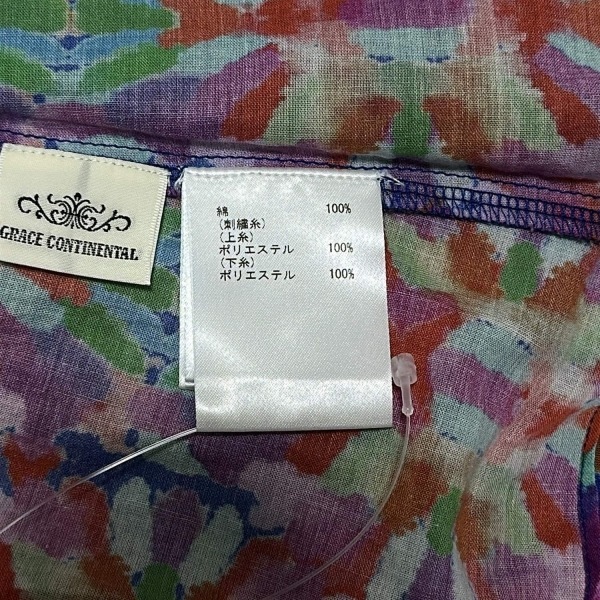 GRACE CONTINENTAL
綿 100%
(刺繍糸)
(上糸)
ポリエステル 100%
(下糸)
ポリエステル 100%